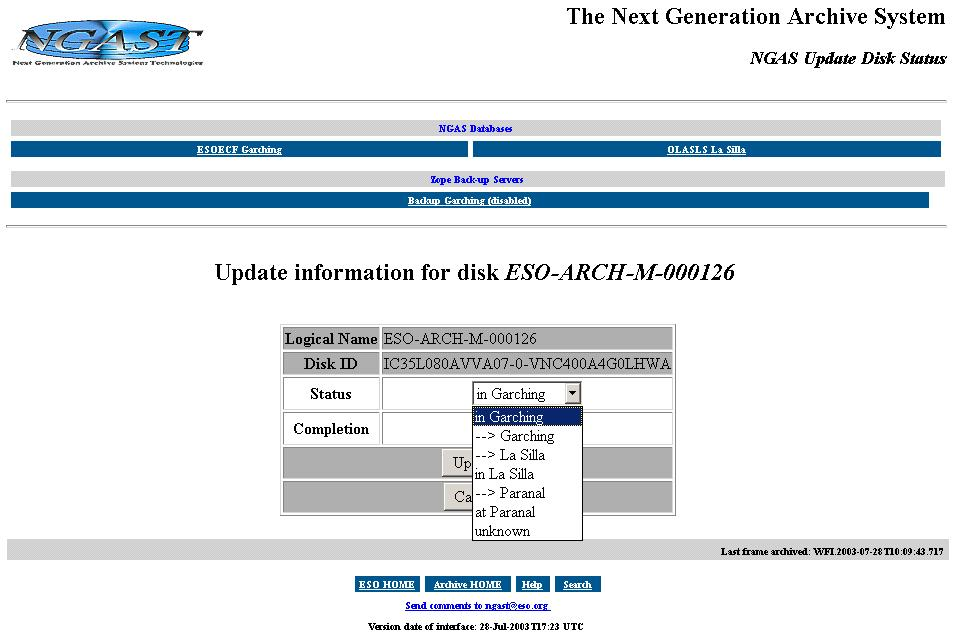 The Next Generation Archive System
NGAST
Next Generation Archive Systems Technologies
NGAS Update Disk Status
NGAS Databases
ESOECF Garching
OLASLS La Silla
Zope Back-up Servers
Backup Garching (disabled)
Update information for disk ESO-ARCH-M-000126
Logical Name ESO-ARCH-M-000126
Disk ID IC35L080AVVA07-0-VNC400A4G0LHWA
Status in Garching
in Garching
Completion
--> Garching
--> La Silla
Up
in La Silla
--> Paranal
Ca
at Paranal
unknown
Last frame archived: WFI.2003-07-28T10:09:43.717
ESO HOME Archive HOME Help Search
Send comments to ngast@eso.org
Version date of interface: 28-Jul-2003T17:23 UTC